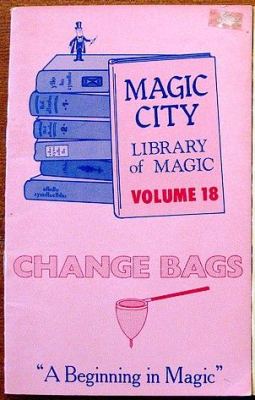 MAGIC
CITY
LIBRARY
of MAGIC
VOLUME 18
CHANGE BAGS
“A Beginning in Magic”